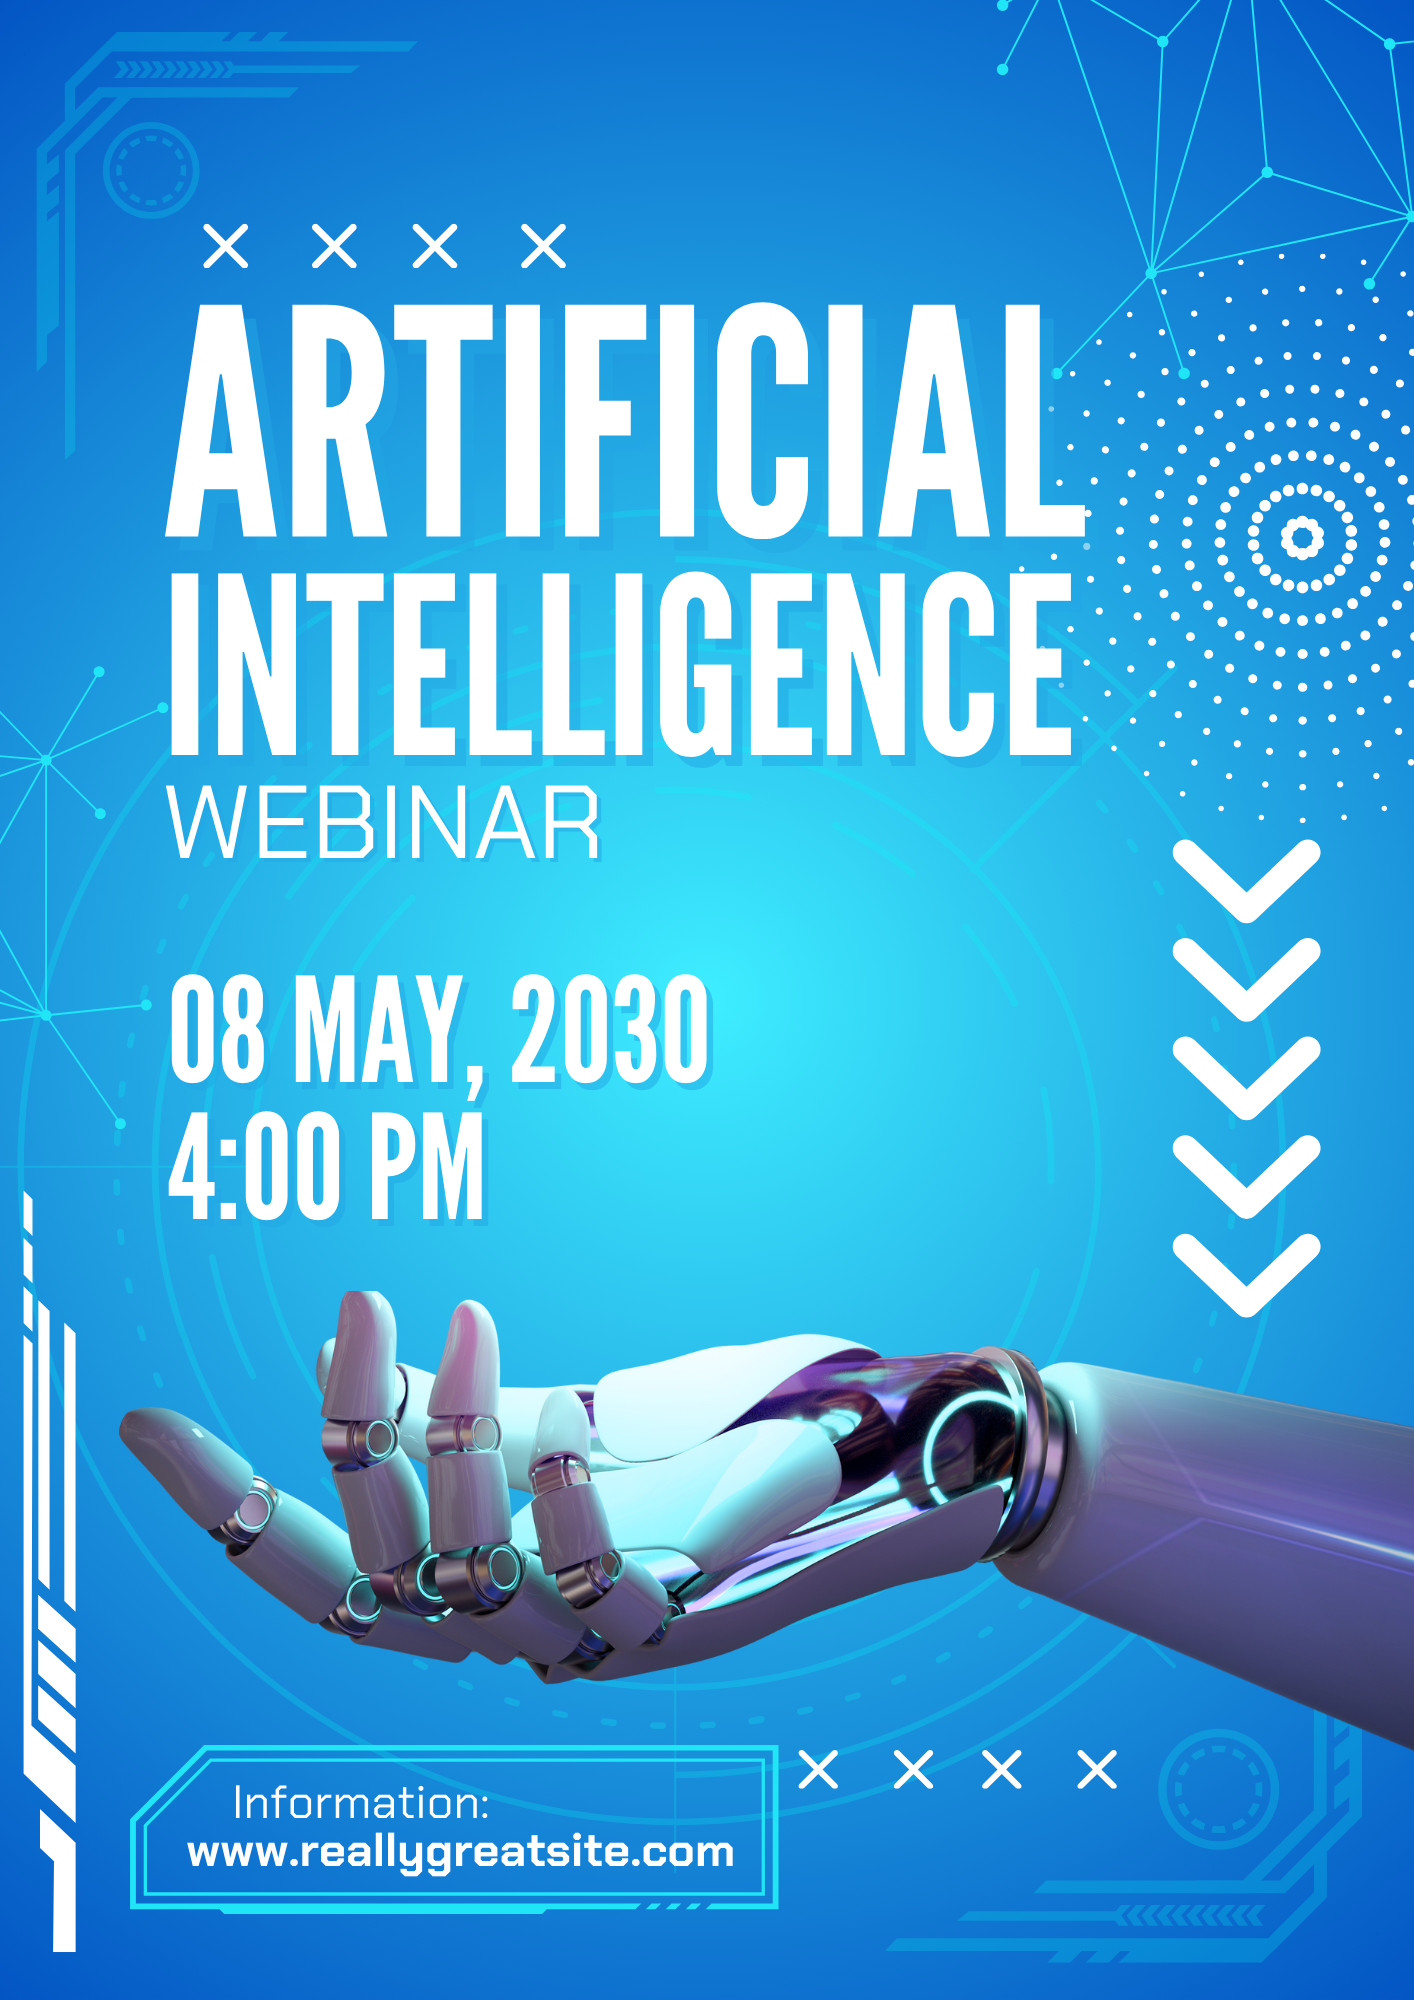 ARTIFICIAL
INTELLIGENCE
WEBINAR
08 MAY, 2030
4:00 PM
Information:
www.reallygreatsite.com